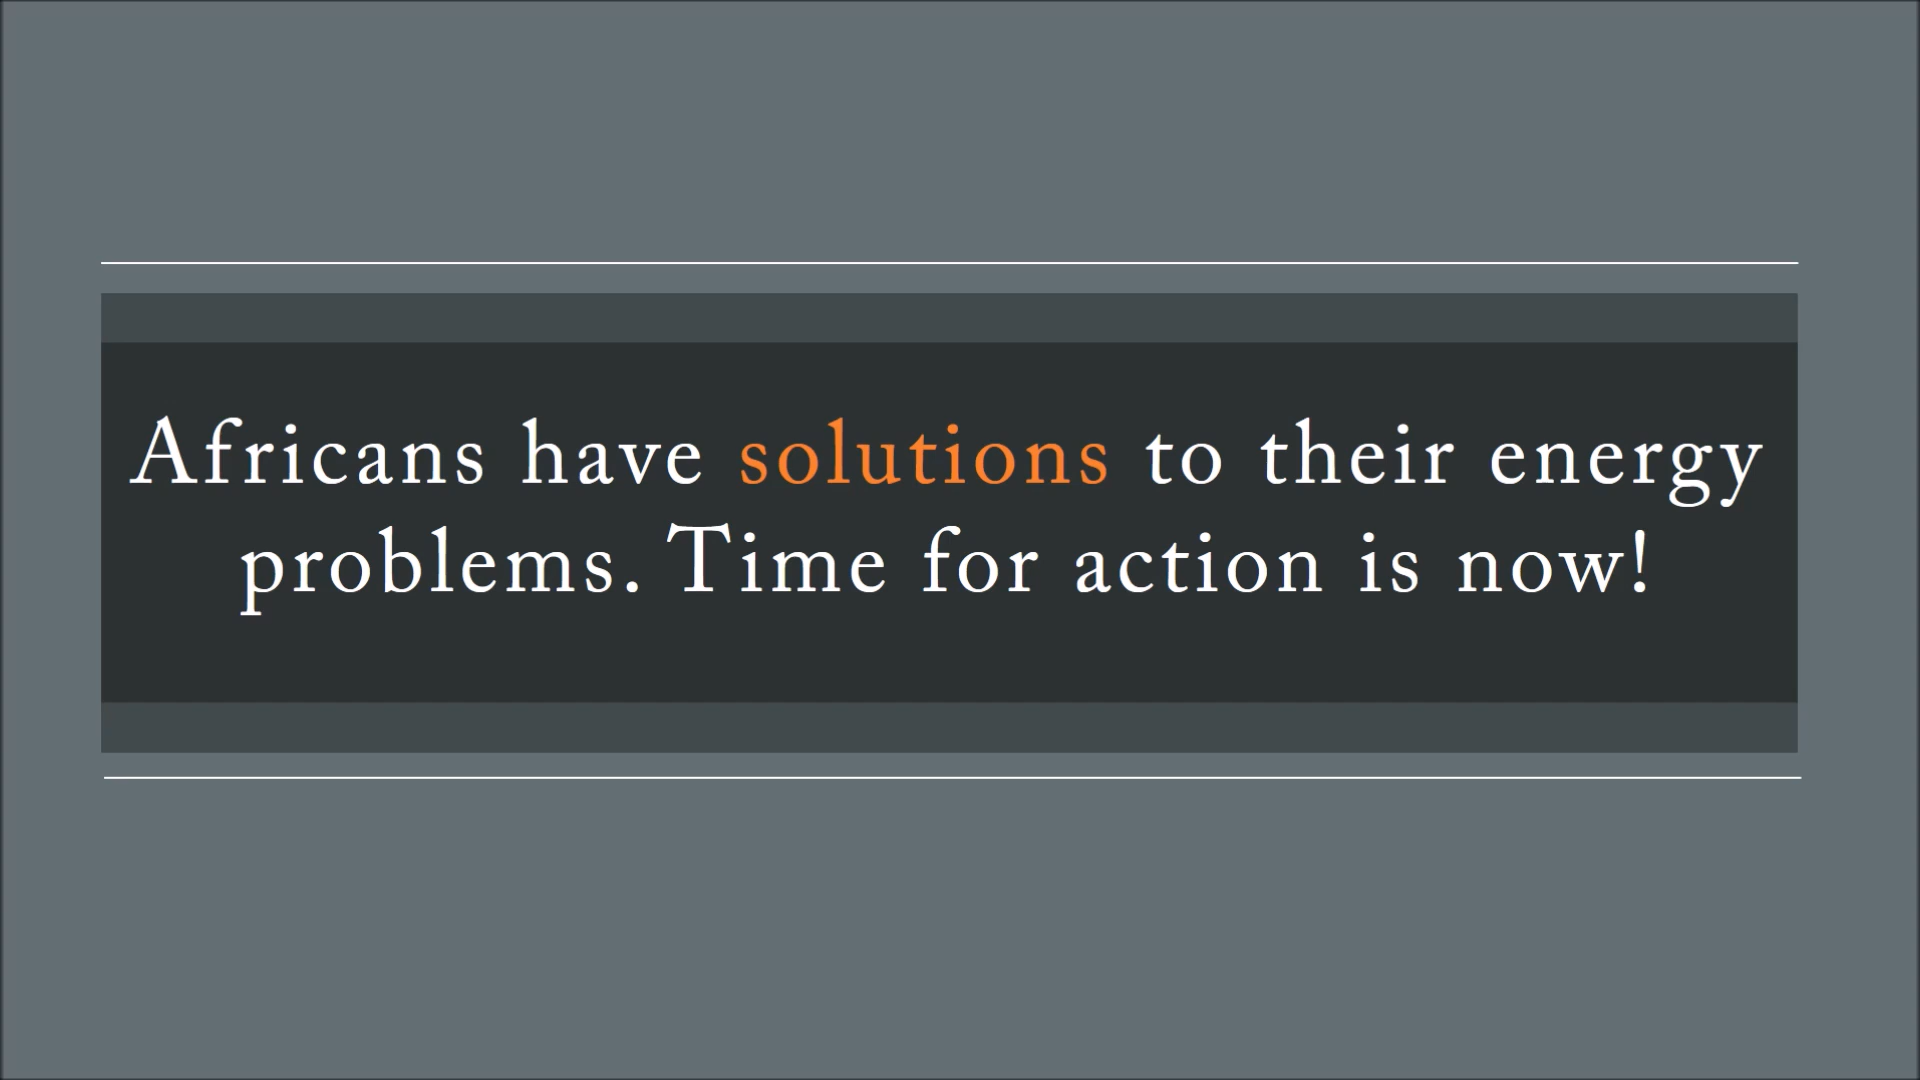 Africans have solutions to their energy
problems. Time for action is now!